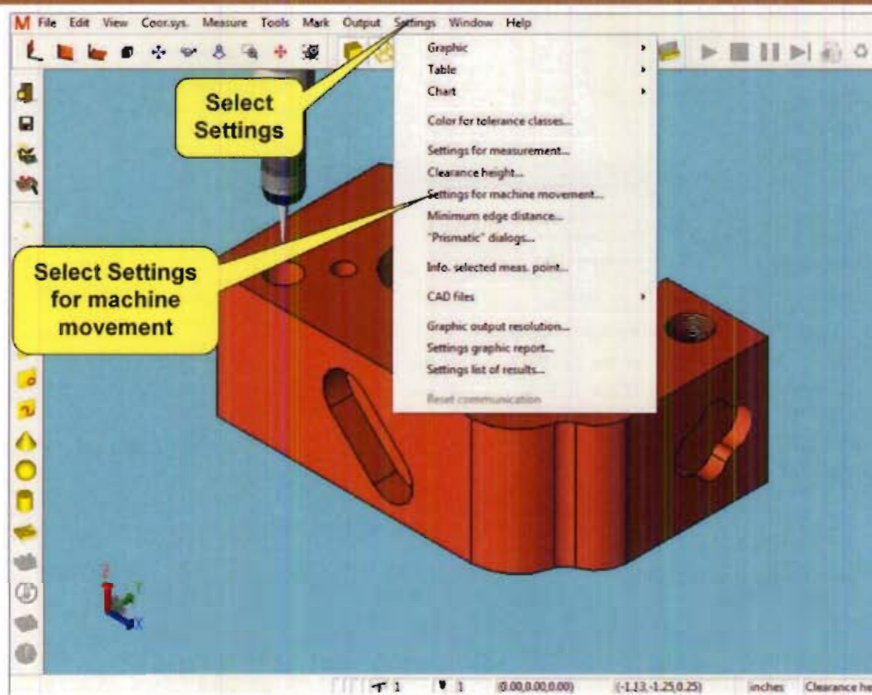 M File Edit View Coor.sys. Measure Tools Mark Output Settings Window Help
Graphic
Table
Chart
Color for tolerance classes...
Settings for measurement...
Clearance height...
Settings for machine movement...
Minimum edge distance...
"Prismatic" dialogs...
Info. selected meas. point...
CAD files
Graphic output resolution...
Settings graphic report...
Settings list of results...
Reset communication
Select
Settings
Select Settings
for machine
movement
Z
Y
X
1 1 (0.00,0.00,0.00) (-1.13,-1.25,0.25) inches Clearance he